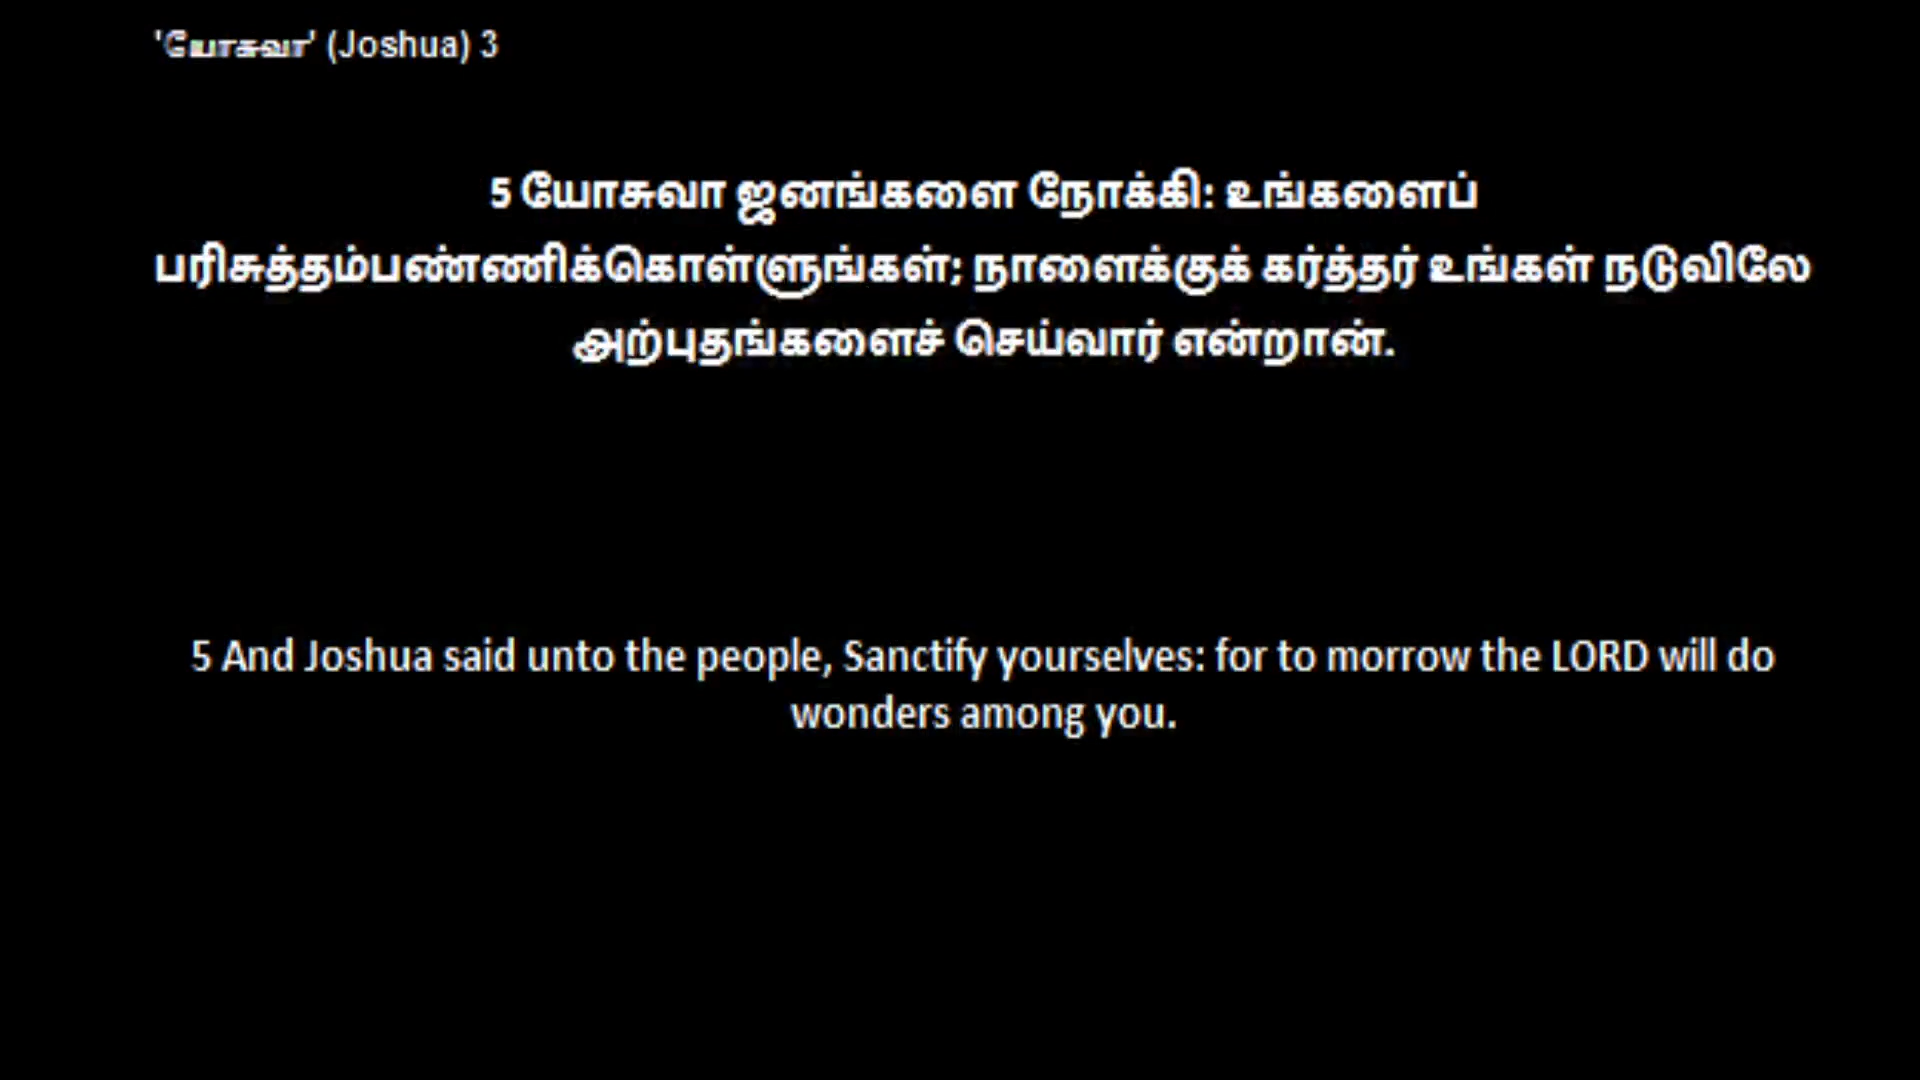 'யோசுவா' (Joshua) 3
5 யோசுவா ஜனங்களை நோக்கி: உங்களைப்
பரிசுத்தம்பண்ணிக்கொள்ளுங்கள்; நாளைக்குக் கர்த்தர் உங்கள் நடுவிலே
அற்புதங்களைச் செய்வார் என்றான்.
5 And Joshua said unto the people, Sanctify yourselves: for to morrow the LORD will do
wonders among you.